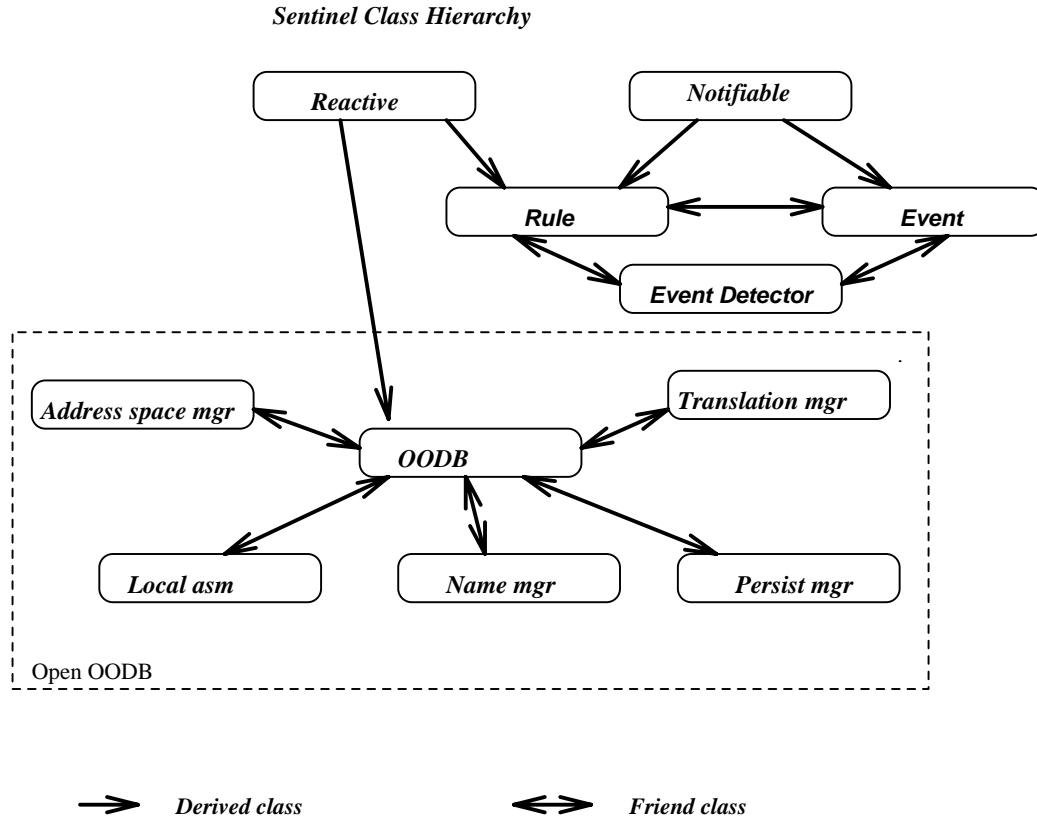 Sentinel Class Hierarchy
Reactive
Notifiable
Rule
Event
Event Detector
Address space mgr
Translation mgr
OODB
Local asm
Name mgr
Persist mgr
Open OODB
Derived class
Friend class